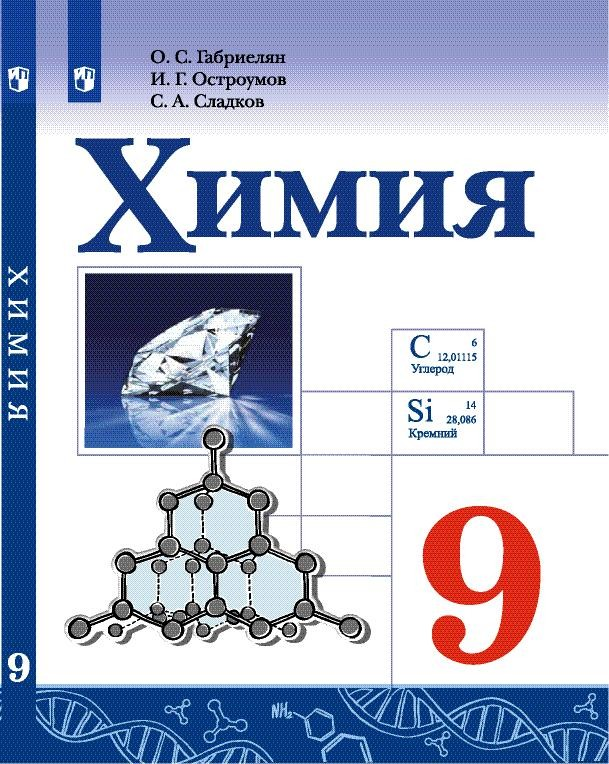 О. С. Габриелян
И. Г. Остроумов
С. А. Сладков
Химия
ХИМИЯ
C 6
12,01115
Углерод
Si 14
28,086
Кремний
9
9
NH₂